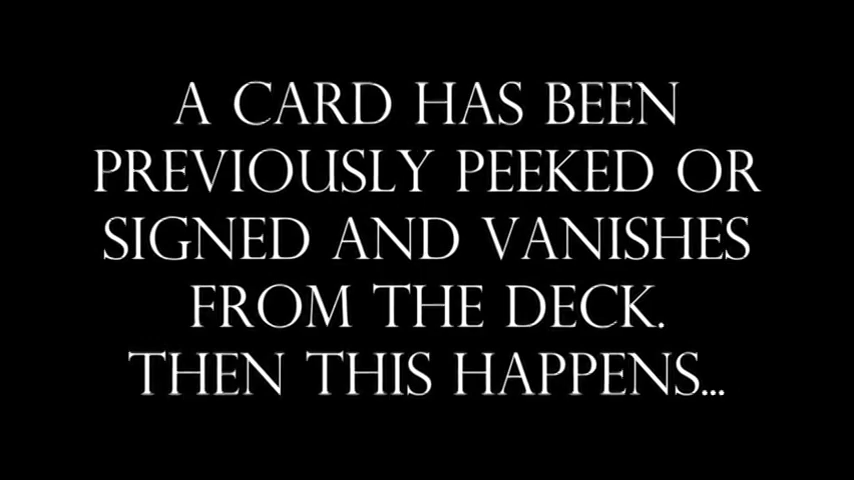 A CARD HAS BEEN
PREVIOUSLY PEEKED OR
SIGNED AND VANISHES
FROM THE DECK.
THEN THIS HAPPENS...